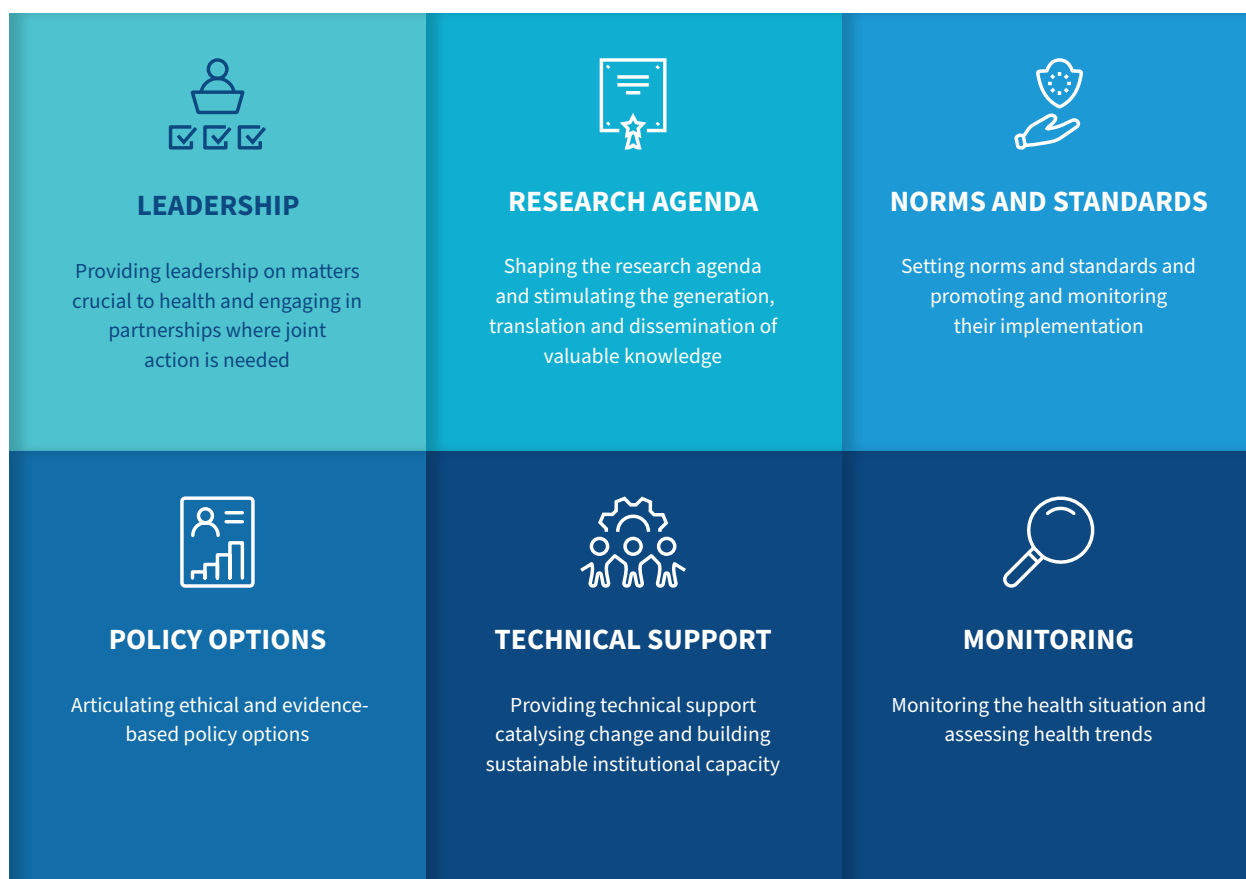 LEADERSHIP
Providing leadership on matters
crucial to health and engaging in
partnerships where joint
action is needed
RESEARCH AGENDA
Shaping the research agenda
and stimulating the generation,
translation and dissemination of
valuable knowledge
NORMS AND STANDARDS
Setting norms and standards and
promoting and monitoring
their implementation
POLICY OPTIONS
Articulating ethical and evidence-
based policy options
TECHNICAL SUPPORT
Providing technical support
catalysing change and building
sustainable institutional capacity
MONITORING
Monitoring the health situation and
assessing health trends